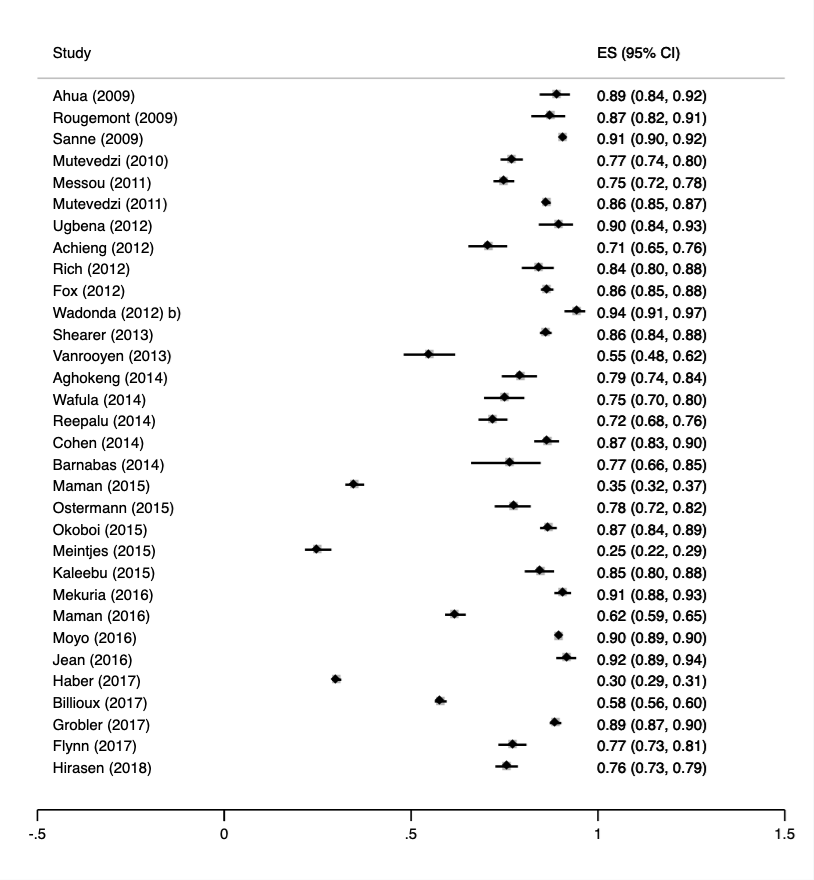 Study ES (95% CI)
Ahua (2009) 0.89 (0.84, 0.92)
Rougemont (2009) 0.87 (0.82, 0.91)
Sanne (2009) 0.91 (0.90, 0.92)
Mutevedzi (2010) 0.77 (0.74, 0.80)
Messou (2011) 0.75 (0.72, 0.78)
Mutevedzi (2011) 0.86 (0.85, 0.87)
Ugbena (2012) 0.90 (0.84, 0.93)
Achieng (2012) 0.71 (0.65, 0.76)
Rich (2012) 0.84 (0.80, 0.88)
Fox (2012) 0.86 (0.85, 0.88)
Wadonda (2012) b) 0.94 (0.91, 0.97)
Shearer (2013) 0.86 (0.84, 0.88)
Vanrooyen (2013) 0.55 (0.48, 0.62)
Aghokeng (2014) 0.79 (0.74, 0.84)
Wafula (2014) 0.75 (0.70, 0.80)
Reepalu (2014) 0.72 (0.68, 0.76)
Cohen (2014) 0.87 (0.83, 0.90)
Barnabas (2014) 0.77 (0.66, 0.85)
Maman (2015) 0.35 (0.32, 0.37)
Ostermann (2015) 0.78 (0.72, 0.82)
Okoboi (2015) 0.87 (0.84, 0.89)
Meintjes (2015) 0.25 (0.22, 0.29)
Kaleebu (2015) 0.85 (0.80, 0.88)
Mekuria (2016) 0.91 (0.88, 0.93)
Maman (2016) 0.62 (0.59, 0.65)
Moyo (2016) 0.90 (0.89, 0.90)
Jean (2016) 0.92 (0.89, 0.94)
Haber (2017) 0.30 (0.29, 0.31)
Billioux (2017) 0.58 (0.56, 0.60)
Grobler (2017) 0.89 (0.87, 0.90)
Flynn (2017) 0.77 (0.73, 0.81)
Hirasen (2018) 0.76 (0.73, 0.79)
-.5 0 .5 1 1.5